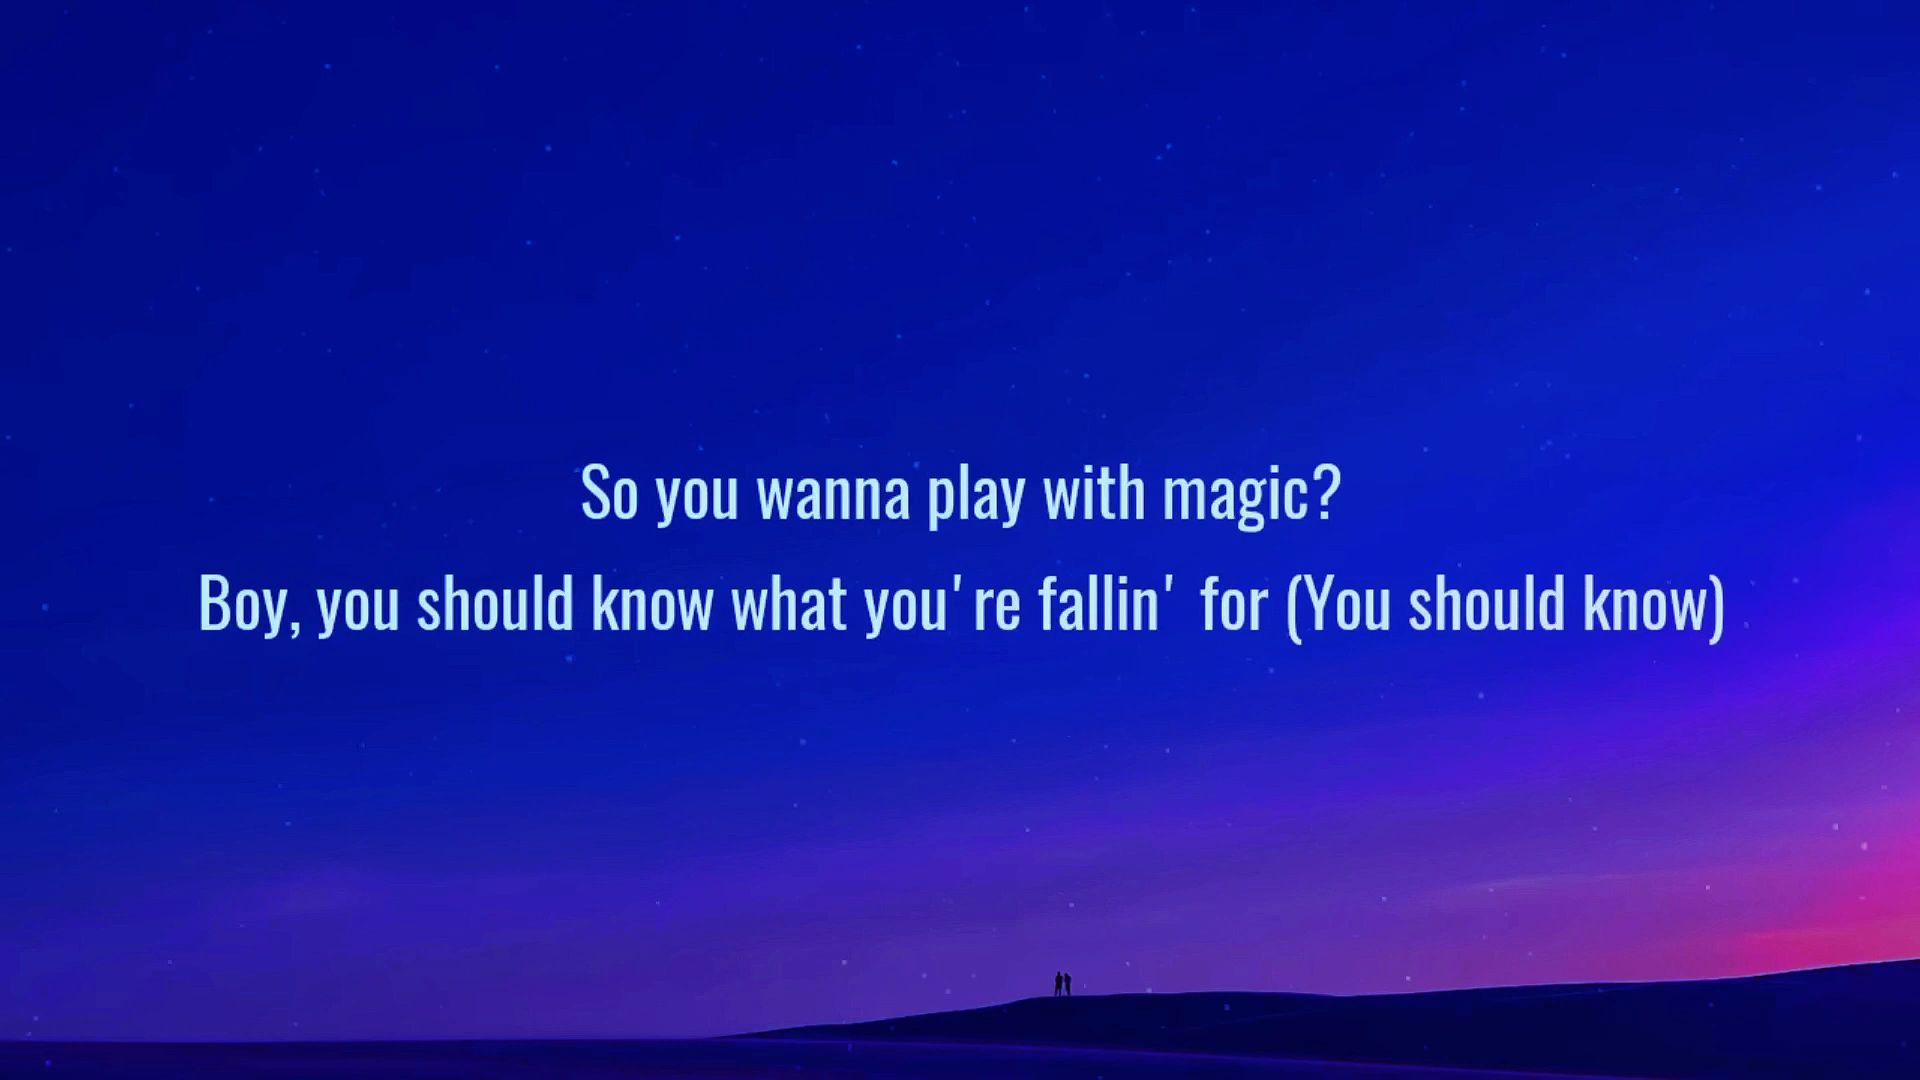 So you wanna play with magic?
Boy, you should know what you're fallin' for (You should know)